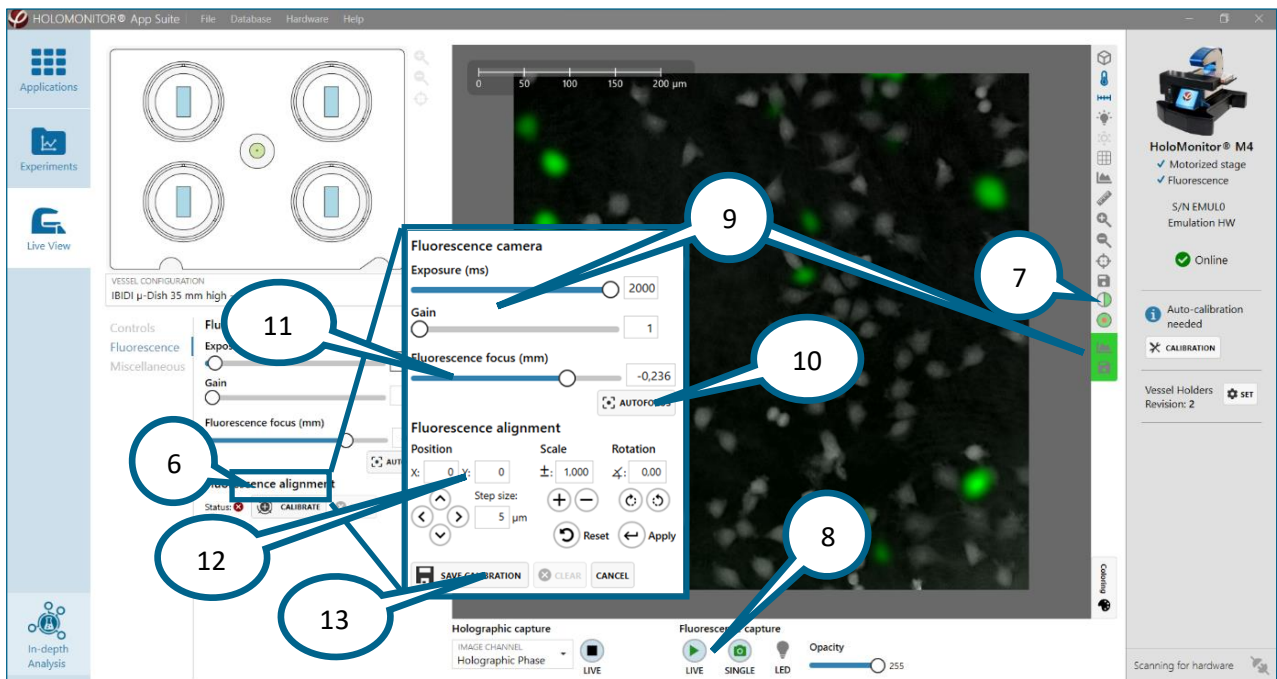 HOLOMONITOR® App Suite File Database Hardware Help
Applications
Experiments
Live View
In-depth
Analysis
VESSEL CONFIGURATION
IBIDI µ-Dish 35 mm high
Controls
Fluorescence
Miscellaneous
Gain
Fluorescence focus (mm)
Fluorescence alignment
Status: CALIBRATE
0 50 100 150 200 µm
Fluorescence camera
Exposure (ms)
2000
Gain
1
Fluorescence focus (mm)
-0,236
AUTOFOCUS
Fluorescence alignment
Position Scale Rotation
X: 0 Y: 0 ±: 1.000 ∡: 0.00
Step size:
5 µm
Reset Apply
SAVE CALIBRATION CLEAR CANCEL
6
7
8
9
10
11
12
13
Coloring
Holographic capture
IMAGE CHANNEL
Holographic Phase
LIVE
Fluorescence capture
LIVE SINGLE LED
Opacity
255
HoloMonitor® M4
Motorized stage
Fluorescence
S/N EMUL0
Emulation HW
Online
Auto-calibration
needed
CALIBRATION
Vessel Holders
Revision: 2
SET
Scanning for hardware